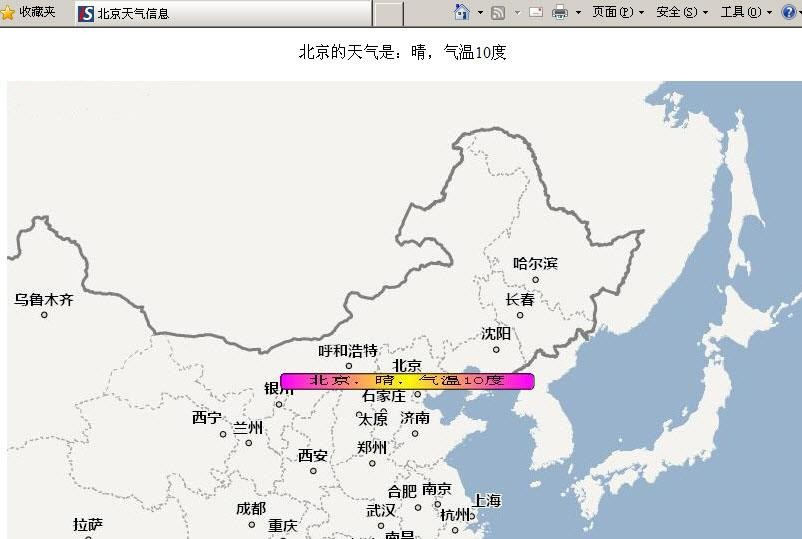 收藏夹 北京天气信息 页面(P) 安全(S) 工具(O)
北京的天气是：晴，气温10度
哈尔滨
乌鲁木齐 长春
沈阳
呼和浩特 北京
北京，晴，气温10度
银川 石家庄
西宁 兰州 太原 济南
西安 郑州
合肥 南京 上海
拉萨 成都 重庆 武汉 杭州
南昌